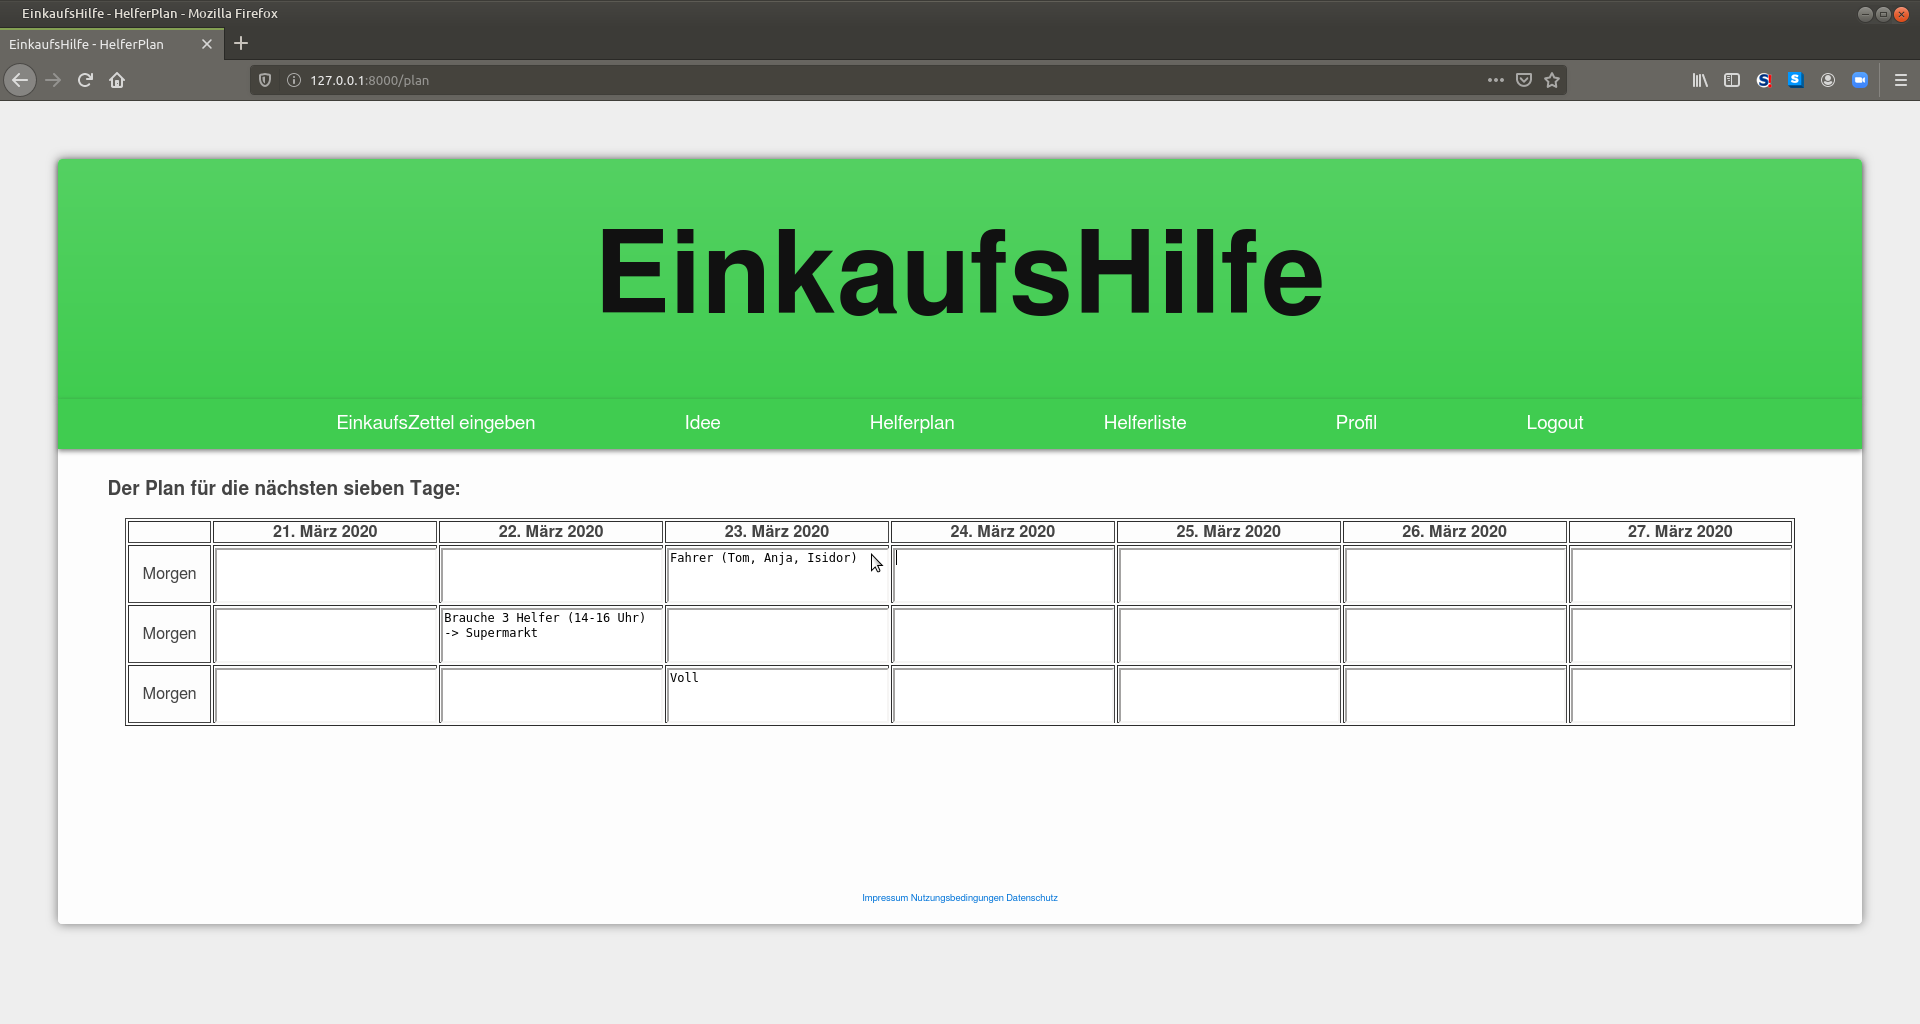 EinkaufsHilfe - HelferPlan - Mozilla Firefox
EinkaufsHilfe - HelferPlan
127.0.0.1:8000/plan
EinkaufsHilfe
EinkaufsZettel eingeben Idee Helferplan Helferliste Profil Logout
Der Plan für die nächsten sieben Tage:
21. März 2020 22. März 2020 23. März 2020 24. März 2020 25. März 2020 26. März 2020 27. März 2020
Morgen Fahrer (Tom, Anja, Isidor)
Morgen Brauche 3 Helfer (14-16 Uhr)
-> Supermarkt
Morgen Voll
Impressum Nutzungsbedingungen Datenschutz